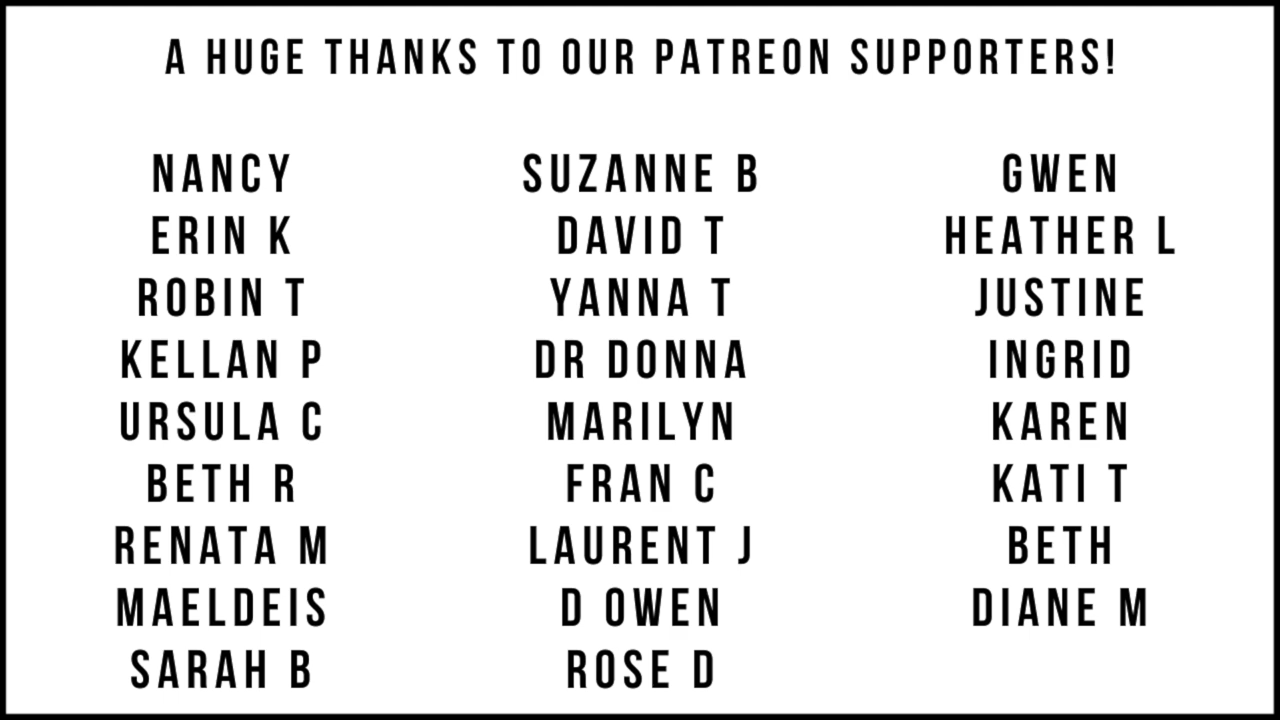 A HUGE THANKS TO OUR PATREON SUPPORTERS!
NANCY
ERIN K
ROBIN T
KELLAN P
URSULA C
BETH R
RENATA M
MAELDEIS
SARAH B
SUZANNE B
DAVID T
YANNA T
DR DONNA
MARILYN
FRAN C
LAURENT J
D OWEN
ROSE D
GWEN
HEATHER L
JUSTINE
INGRID
KAREN
KATI T
BETH
DIANE M